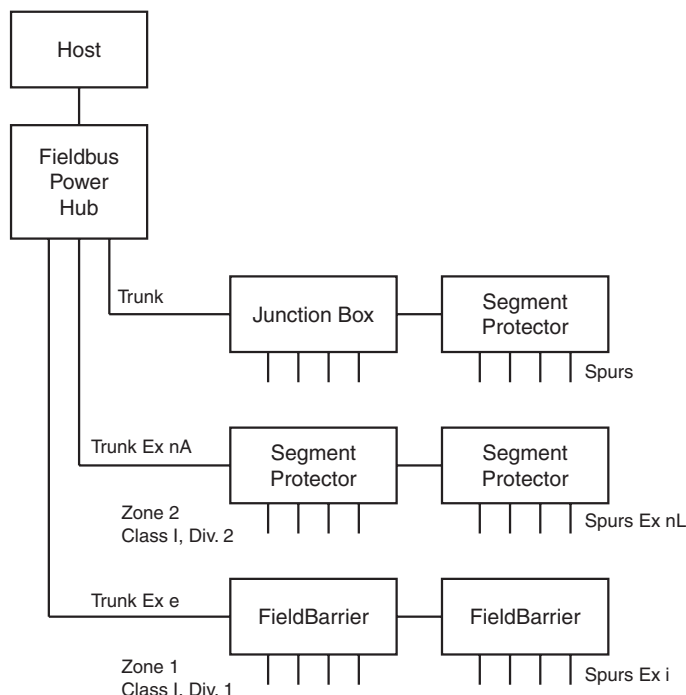 Host
Fieldbus
Power
Hub
Trunk
Junction Box
Segment
Protector
Spurs
Trunk Ex nA
Segment
Protector
Segment
Protector
Zone 2
Class I, Div. 2
Spurs Ex nL
Trunk Ex e
FieldBarrier
FieldBarrier
Zone 1
Class I, Div. 1
Spurs Ex i